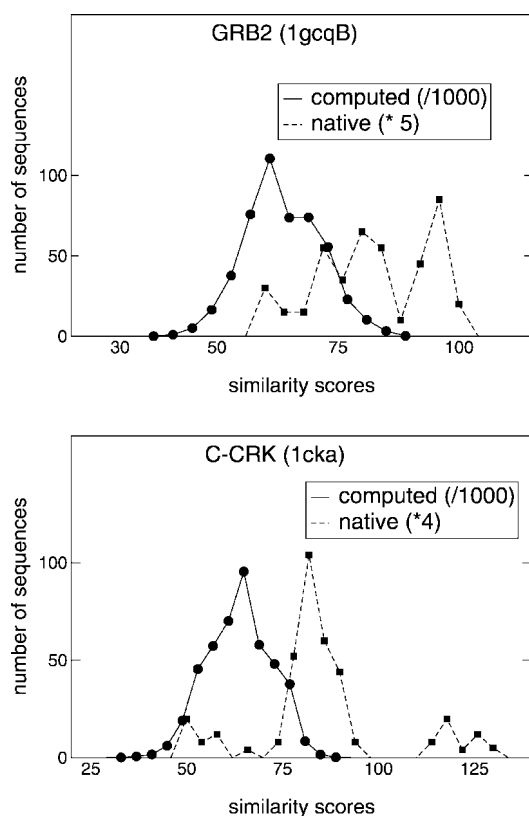 GRB2 (1gcqB)
computed (/1000)
native (* 5)
number of sequences
100
50
0
30
50
75
100
similarity scores
C-CRK (1cka)
computed (/1000)
native (*4)
number of sequences
100
50
0
25
50
75
100
125
similarity scores